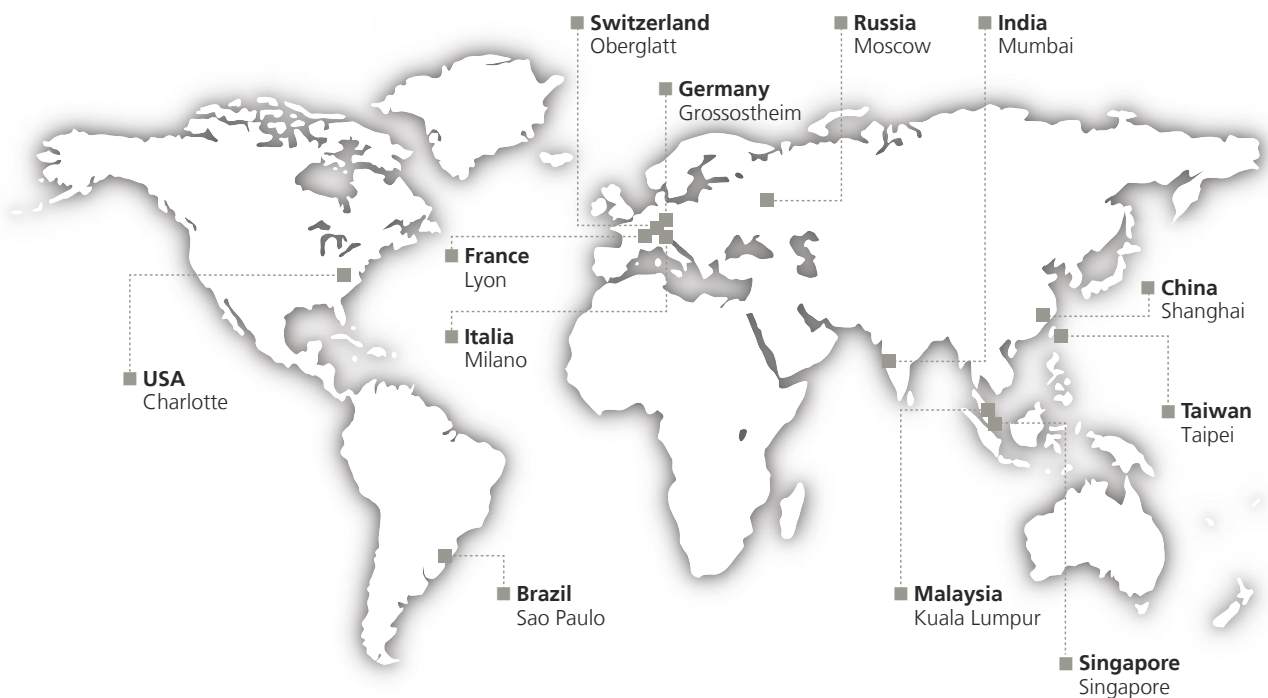 Switzerland
Oberglatt
Russia
Moscow
India
Mumbai
Germany
Grossostheim
France
Lyon
Italia
Milano
USA
Charlotte
China
Shanghai
Taiwan
Taipei
Brazil
Sao Paulo
Malaysia
Kuala Lumpur
Singapore
Singapore